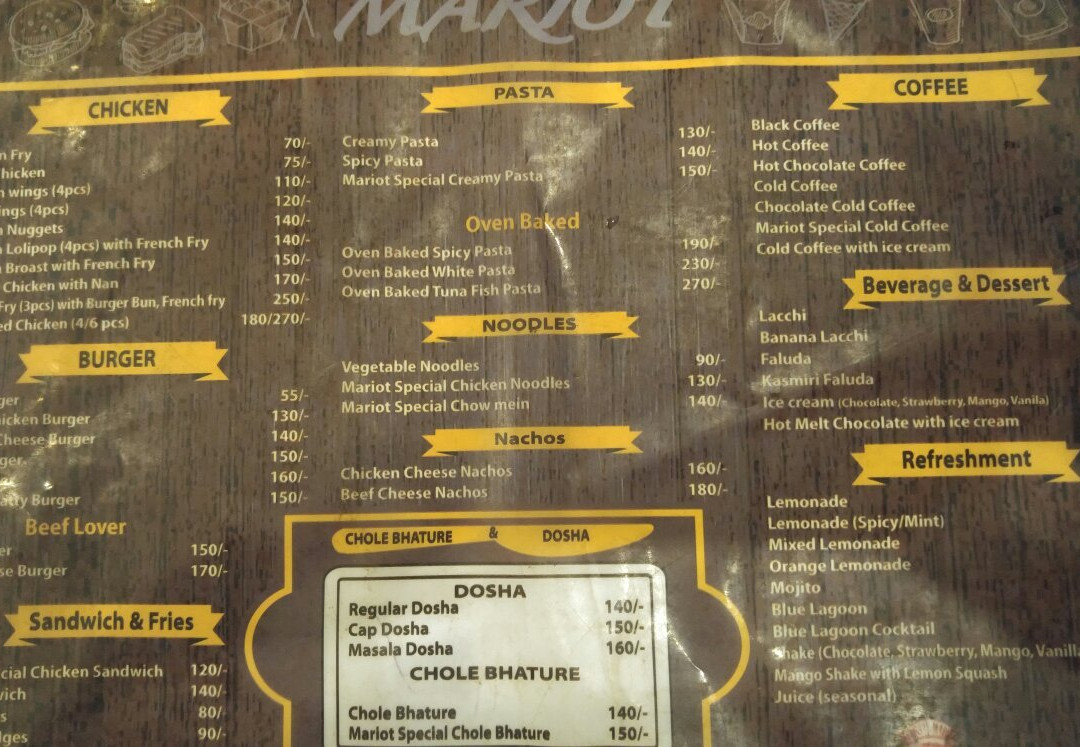 MARIOT
CHICKEN
Fry 70/-
75/-
wings (4pcs) 110/-
(4pcs) 120/-
Nuggets 140/-
Lolipop (4pcs) with French Fry 140/-
Broast with French Fry 150/-
Chicken with Nan 170/-
Fry (3pcs) with Burger Bun, French fry 250/-
Chicken (4/6 pcs) 180/270/-
BURGER
55/-
Burger 130/-
Cheese Burger 140/-
150/-
160/-
Burger 150/-
Beef Lover
150/-
Burger 170/-
Sandwich & Fries
Chicken Sandwich 120/-
140/-
80/-
90/-
PASTA
Creamy Pasta 130/-
Spicy Pasta 140/-
Mariot Special Creamy Pasta 150/-
Oven Baked
Oven Baked Spicy Pasta 190/-
Oven Baked White Pasta 230/-
Oven Baked Tuna Fish Pasta 270/-
NOODLES
Vegetable Noodles 90/-
Mariot Special Chicken Noodles 130/-
Mariot Special Chow mein 140/-
Nachos
Chicken Cheese Nachos 160/-
Beef Cheese Nachos 180/-
CHOLE BHATURE & DOSHA
DOSHA
Regular Dosha 140/-
Cap Dosha 150/-
Masala Dosha 160/-
CHOLE BHATURE
Chole Bhature 140/-
Mariot Special Chole Bhature 150/-
COFFEE
Black Coffee
Hot Coffee
Hot Chocolate Coffee
Cold Coffee
Chocolate Cold Coffee
Mariot Special Cold Coffee
Cold Coffee with ice cream
Beverage & Dessert
Lacchi
Banana Lacchi
Faluda
Kasmiri Faluda
Ice cream (Chocolate, Strawberry, Mango, Vanila)
Hot Melt Chocolate with ice cream
Refreshment
Lemonade
Lemonade (Spicy/Mint)
Mixed Lemonade
Orange Lemonade
Mojito
Blue Lagoon
Blue Lagoon Cocktail
Shake (Chocolate, Strawberry, Mango, Vanilla
Mango Shake with Lemon Squash
Juice (seasonal)